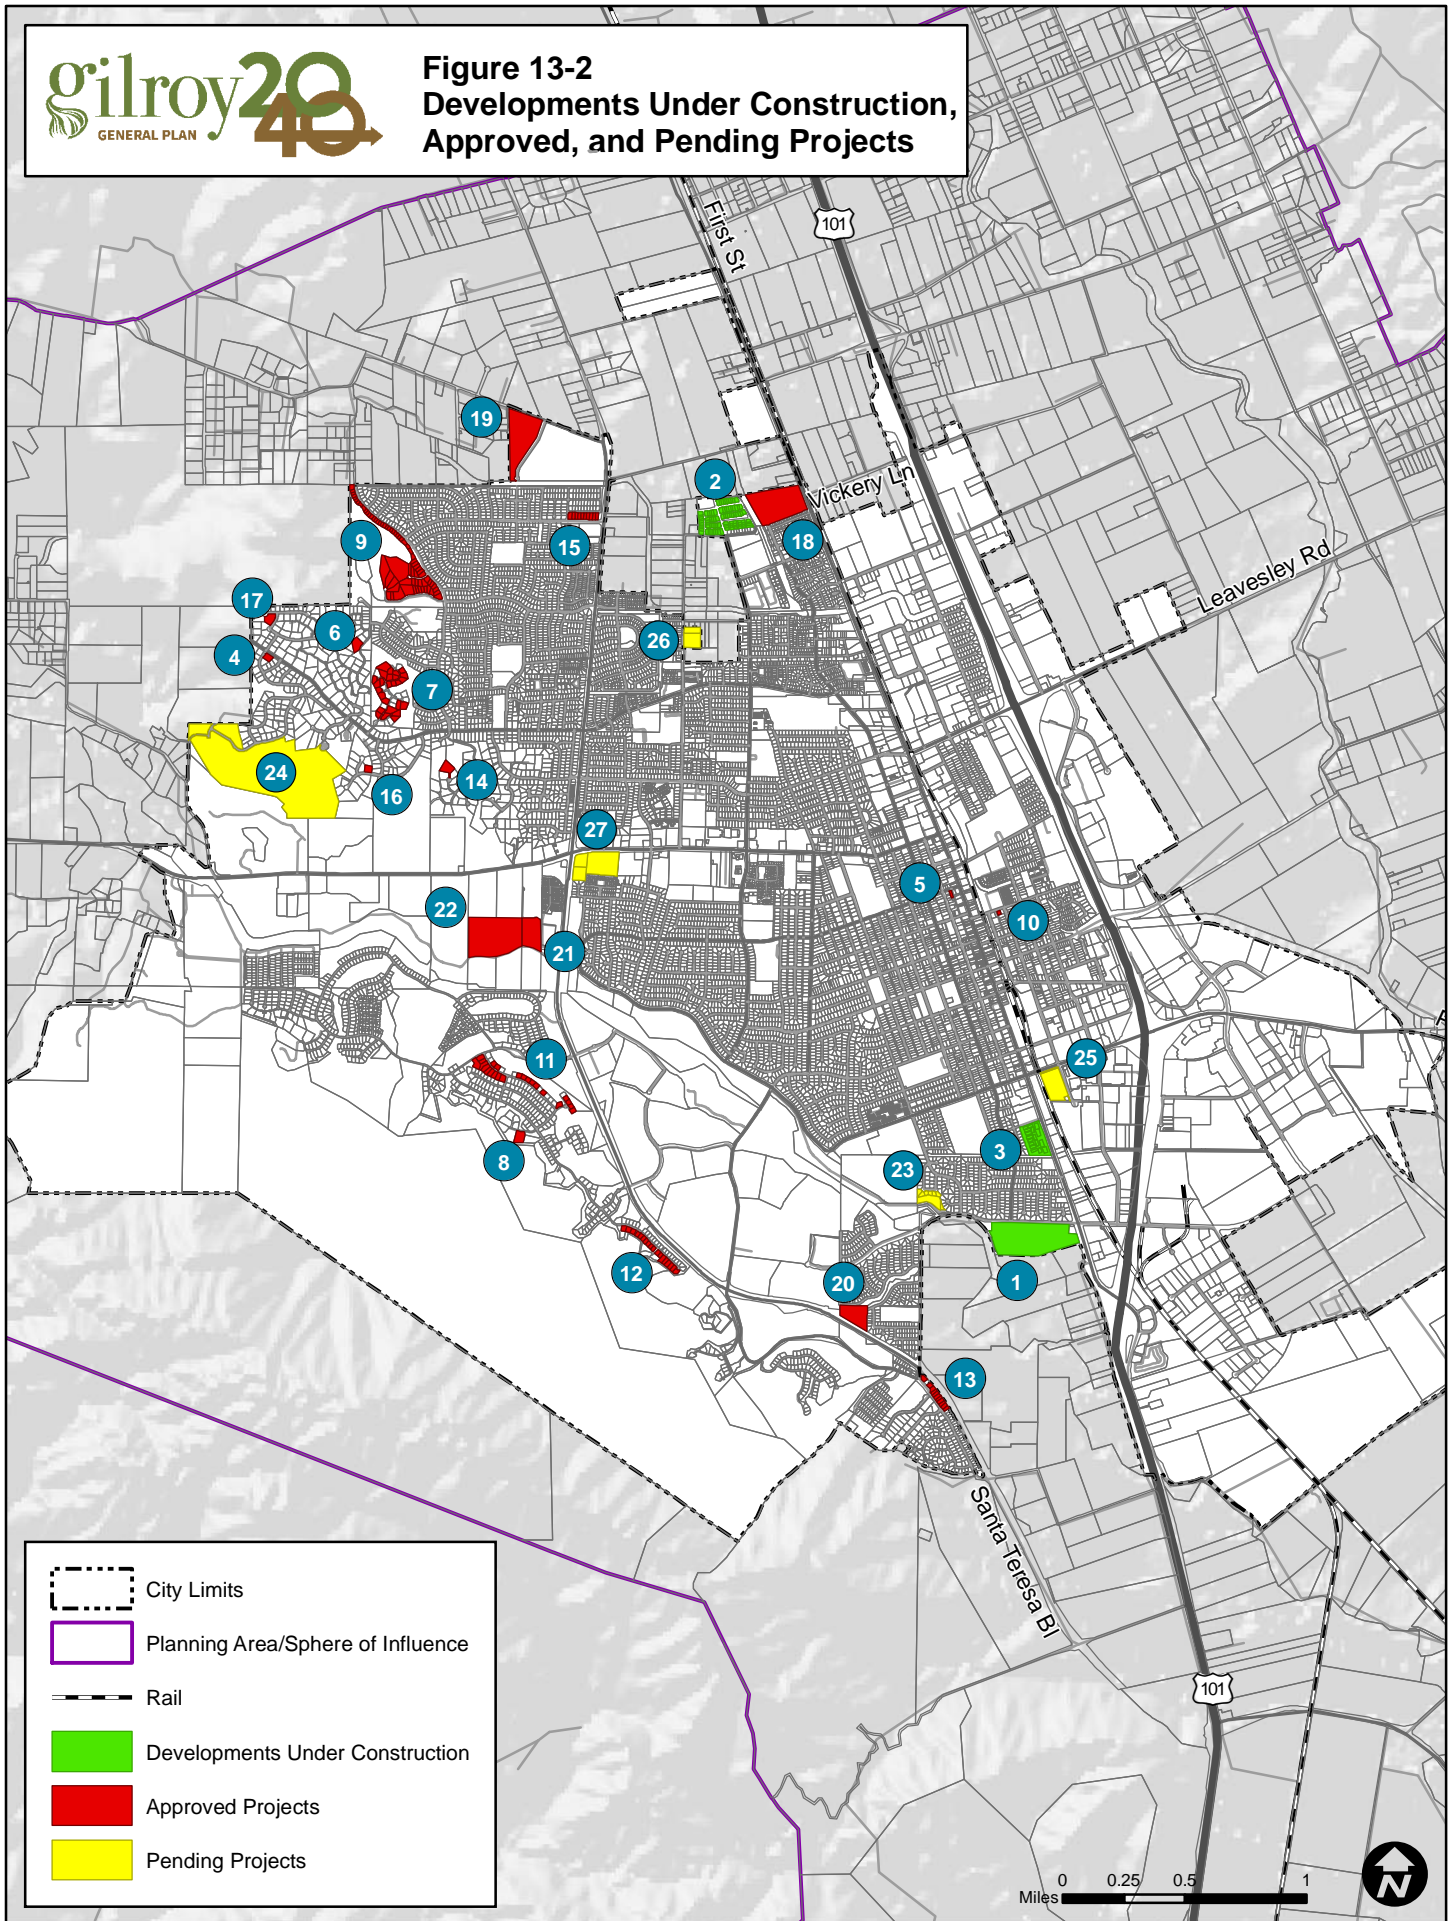 gilroy 2040
GENERAL PLAN
Figure 13-2
Developments Under Construction,
Approved, and Pending Projects
First St
101
19
2
Vickery Ln
18
9
15
Leavesley Rd
17
6
4
26
7
24
16
14
27
5
22
10
21
11
25
3
8
23
12
20
1
13
Santa Teresa Bl
101
City Limits
Planning Area/Sphere of Influence
Rail
Developments Under Construction
Approved Projects
Pending Projects
0 0.25 0.5 1
Miles
N